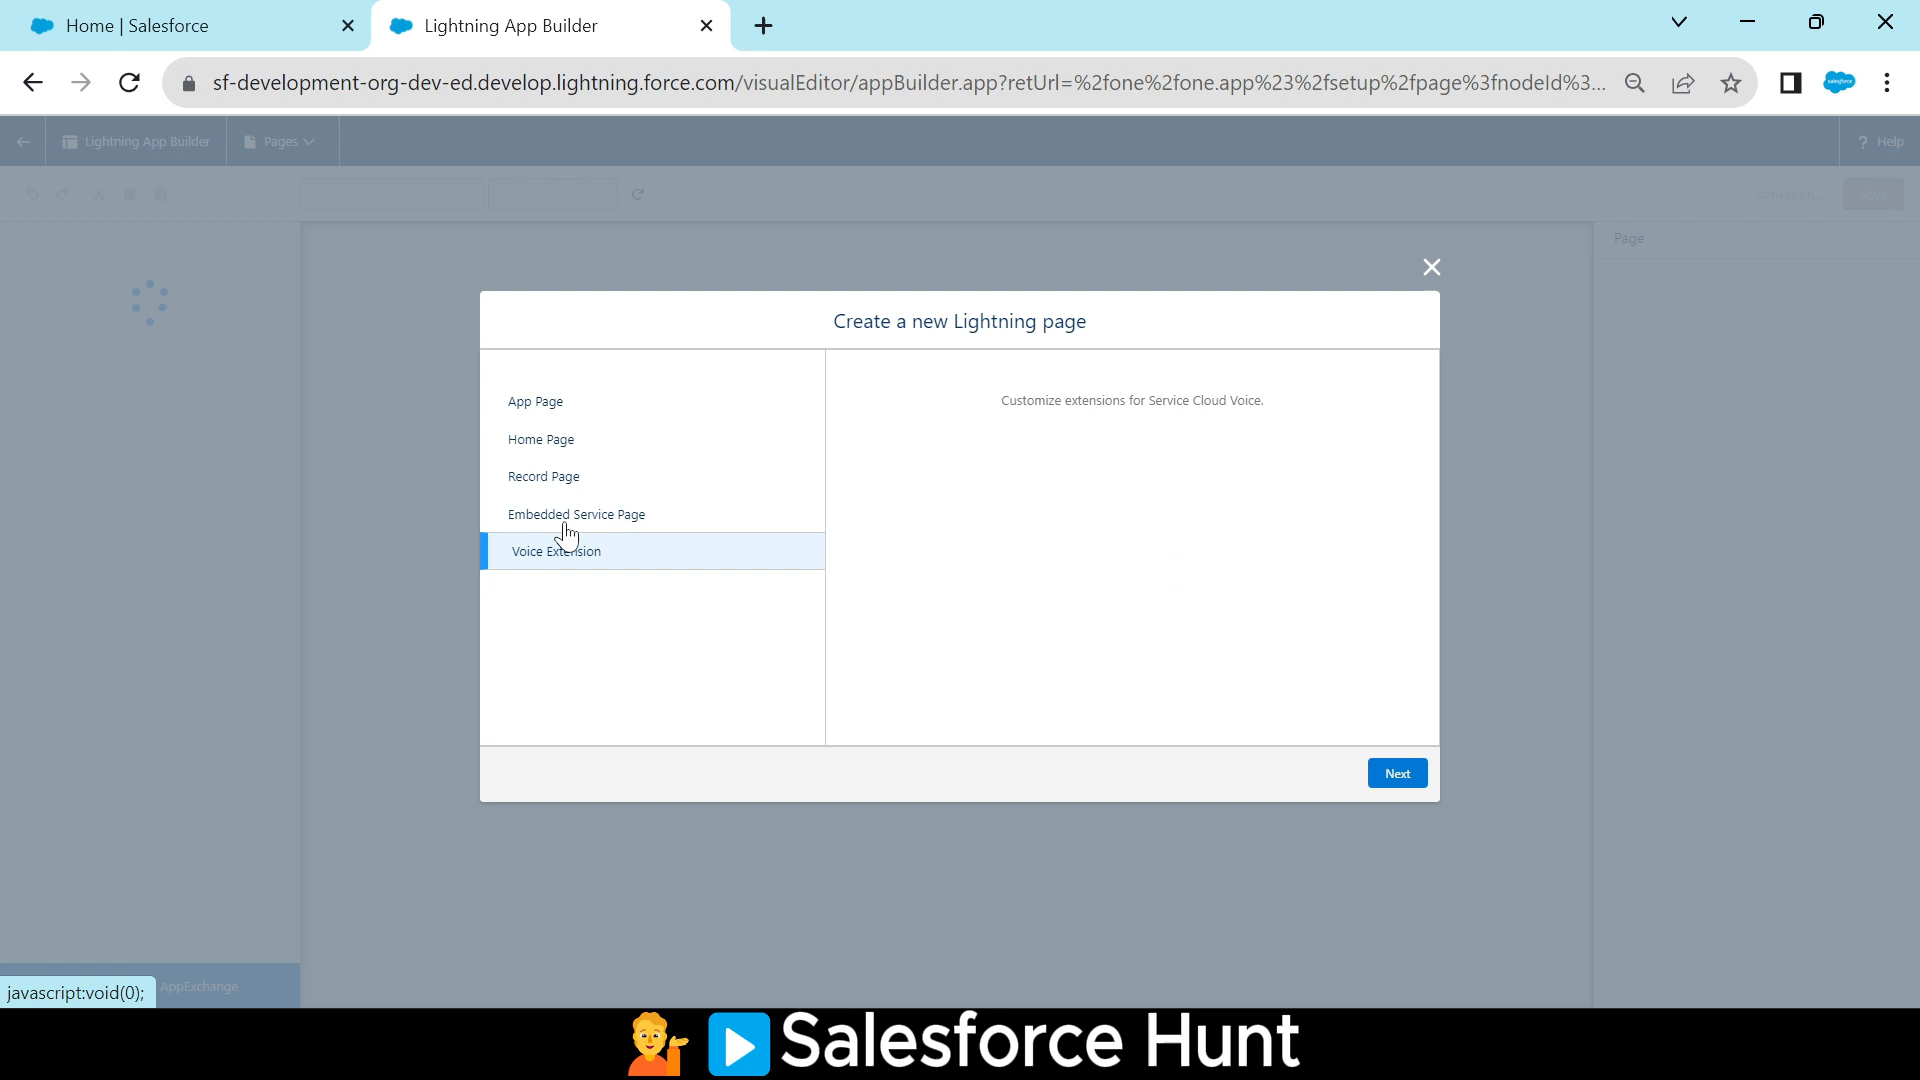 Home | Salesforce
Lightning App Builder
sf-development-org-dev-ed.develop.lightning.force.com/visualEditor/appBuilder.app?retUrl=%2fone%2fone.app%23%2fsetup%2fpage%3fnodeId%3...
salesforce
Lightning App Builder
Pages
? Help
Activation...
Save
Page
Create a new Lightning page
App Page
Customize extensions for Service Cloud Voice.
Home Page
Record Page
Embedded Service Page
Voice Extension
Next
javascript:void(0);
AppExchange
Salesforce Hunt